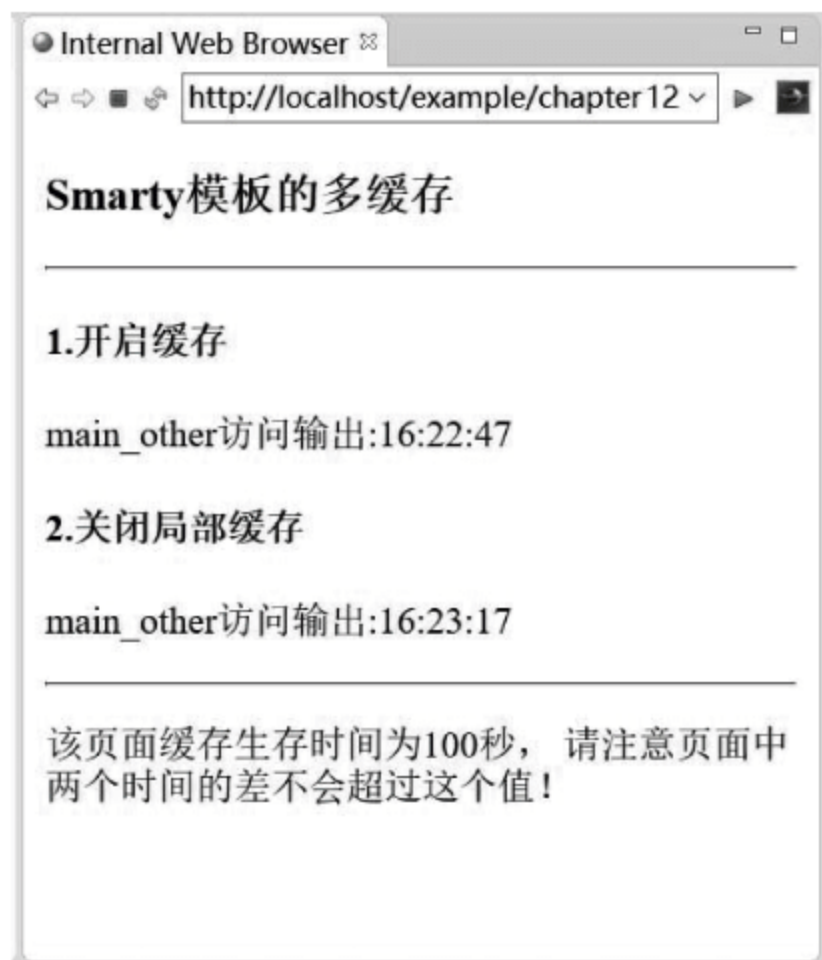 Internal Web Browser
http://localhost/example/chapter12
Smarty模板的多缓存
1.开启缓存
main_other访问输出:16:22:47
2.关闭局部缓存
main_other访问输出:16:23:17
该页面缓存生存时间为100秒， 请注意页面中
两个时间的差不会超过这个值！